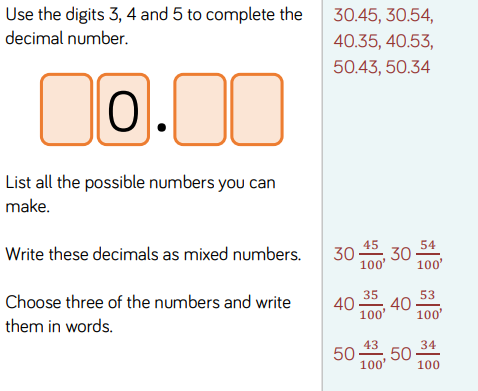 Use the digits 3, 4 and 5 to complete the
decimal number.
0.
List all the possible numbers you can
make.
Write these decimals as mixed numbers.
Choose three of the numbers and write
them in words.
30.45, 30.54,
40.35, 40.53,
50.43, 50.34
30 45/100, 30 54/100,
40 35/100, 40 53/100,
50 43/100, 50 34/100